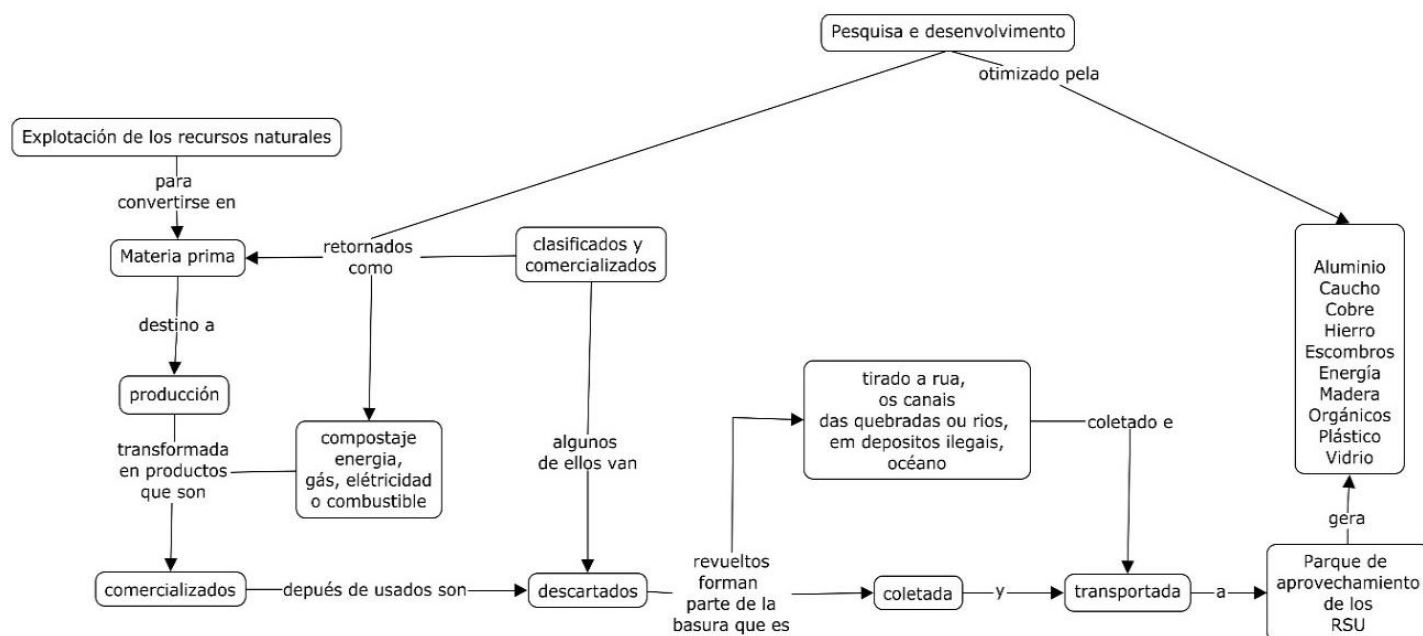 Pesquisa e desenvolvimento
otimizado pela
Explotación de los recursos naturales
para
convertirse en
Materia prima
retornados
como
clasificados y
comercializados
destino a
producción
transformada
en productos
que son
compostaje
energia,
gás, elétricidad
o combustible
algunos
de ellos van
tirado a rua,
os canais
das quebradas ou rios,
em depositos ilegais,
océano
coletado e
Aluminio
Caucho
Cobre
Hierro
Escombros
Energía
Madera
Orgánicos
Plástico
Vidrio
gera
comercializados
depués de usados son
descartados
revueltos
forman
parte de la
basura que es
coletada
y
transportada
a
Parque de
aprovechamiento
de los
RSU